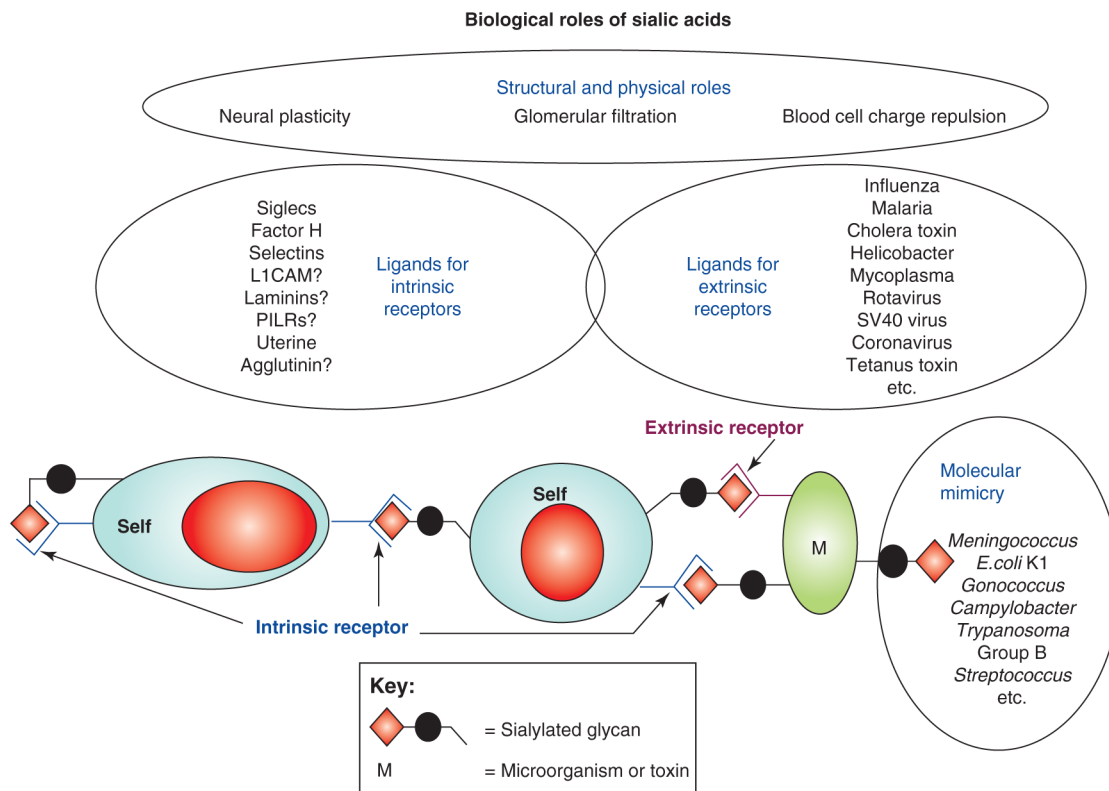 Biological roles of sialic acids
Structural and physical roles
Neural plasticity
Glomerular filtration
Blood cell charge repulsion
Siglecs
Factor H
Selectins
L1CAM?
Laminins?
PILRs?
Uterine
Agglutinin?
Ligands for
intrinsic
receptors
Ligands for
extrinsic
receptors
Influenza
Malaria
Cholera toxin
Helicobacter
Mycoplasma
Rotavirus
SV40 virus
Coronavirus
Tetanus toxin
etc.
Extrinsic receptor
Self
Self
M
Intrinsic receptor
Molecular
mimicry
Meningococcus
E.coli K1
Gonococcus
Campylobacter
Trypanosoma
Group B
Streptococcus
etc.
Key:
= Sialylated glycan
M = Microorganism or toxin